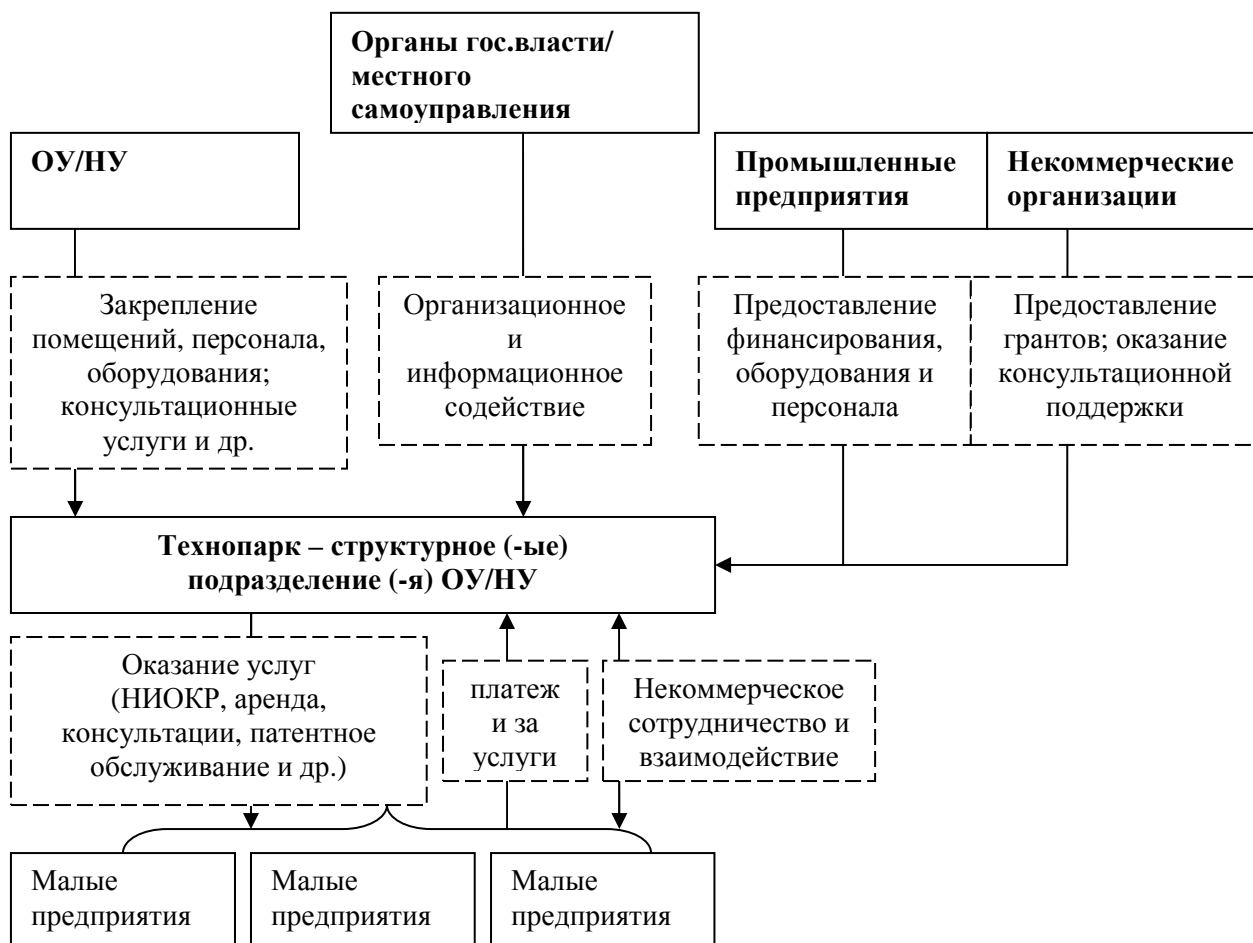 Органы гос.власти/
местного
самоуправления
ОУ/НУ
Промышленные
предприятия
Некоммерческие
организации
Закрепление
помещений, персонала,
оборудования;
консультационные
услуги и др.
Организационное
и
информационное
содействие
Предоставление
финансирования,
оборудования и
персонала
Предоставление
грантов; оказание
консультационной
поддержки
Технопарк – структурное (-ые)
подразделение (-я) ОУ/НУ
Оказание услуг
(НИОКР, аренда,
консультации, патентное
обслуживание и др.)
платеж
и за
услуги
Некоммерческое
сотрудничество и
взаимодействие
Малые
предприятия
Малые
предприятия
Малые
предприятия